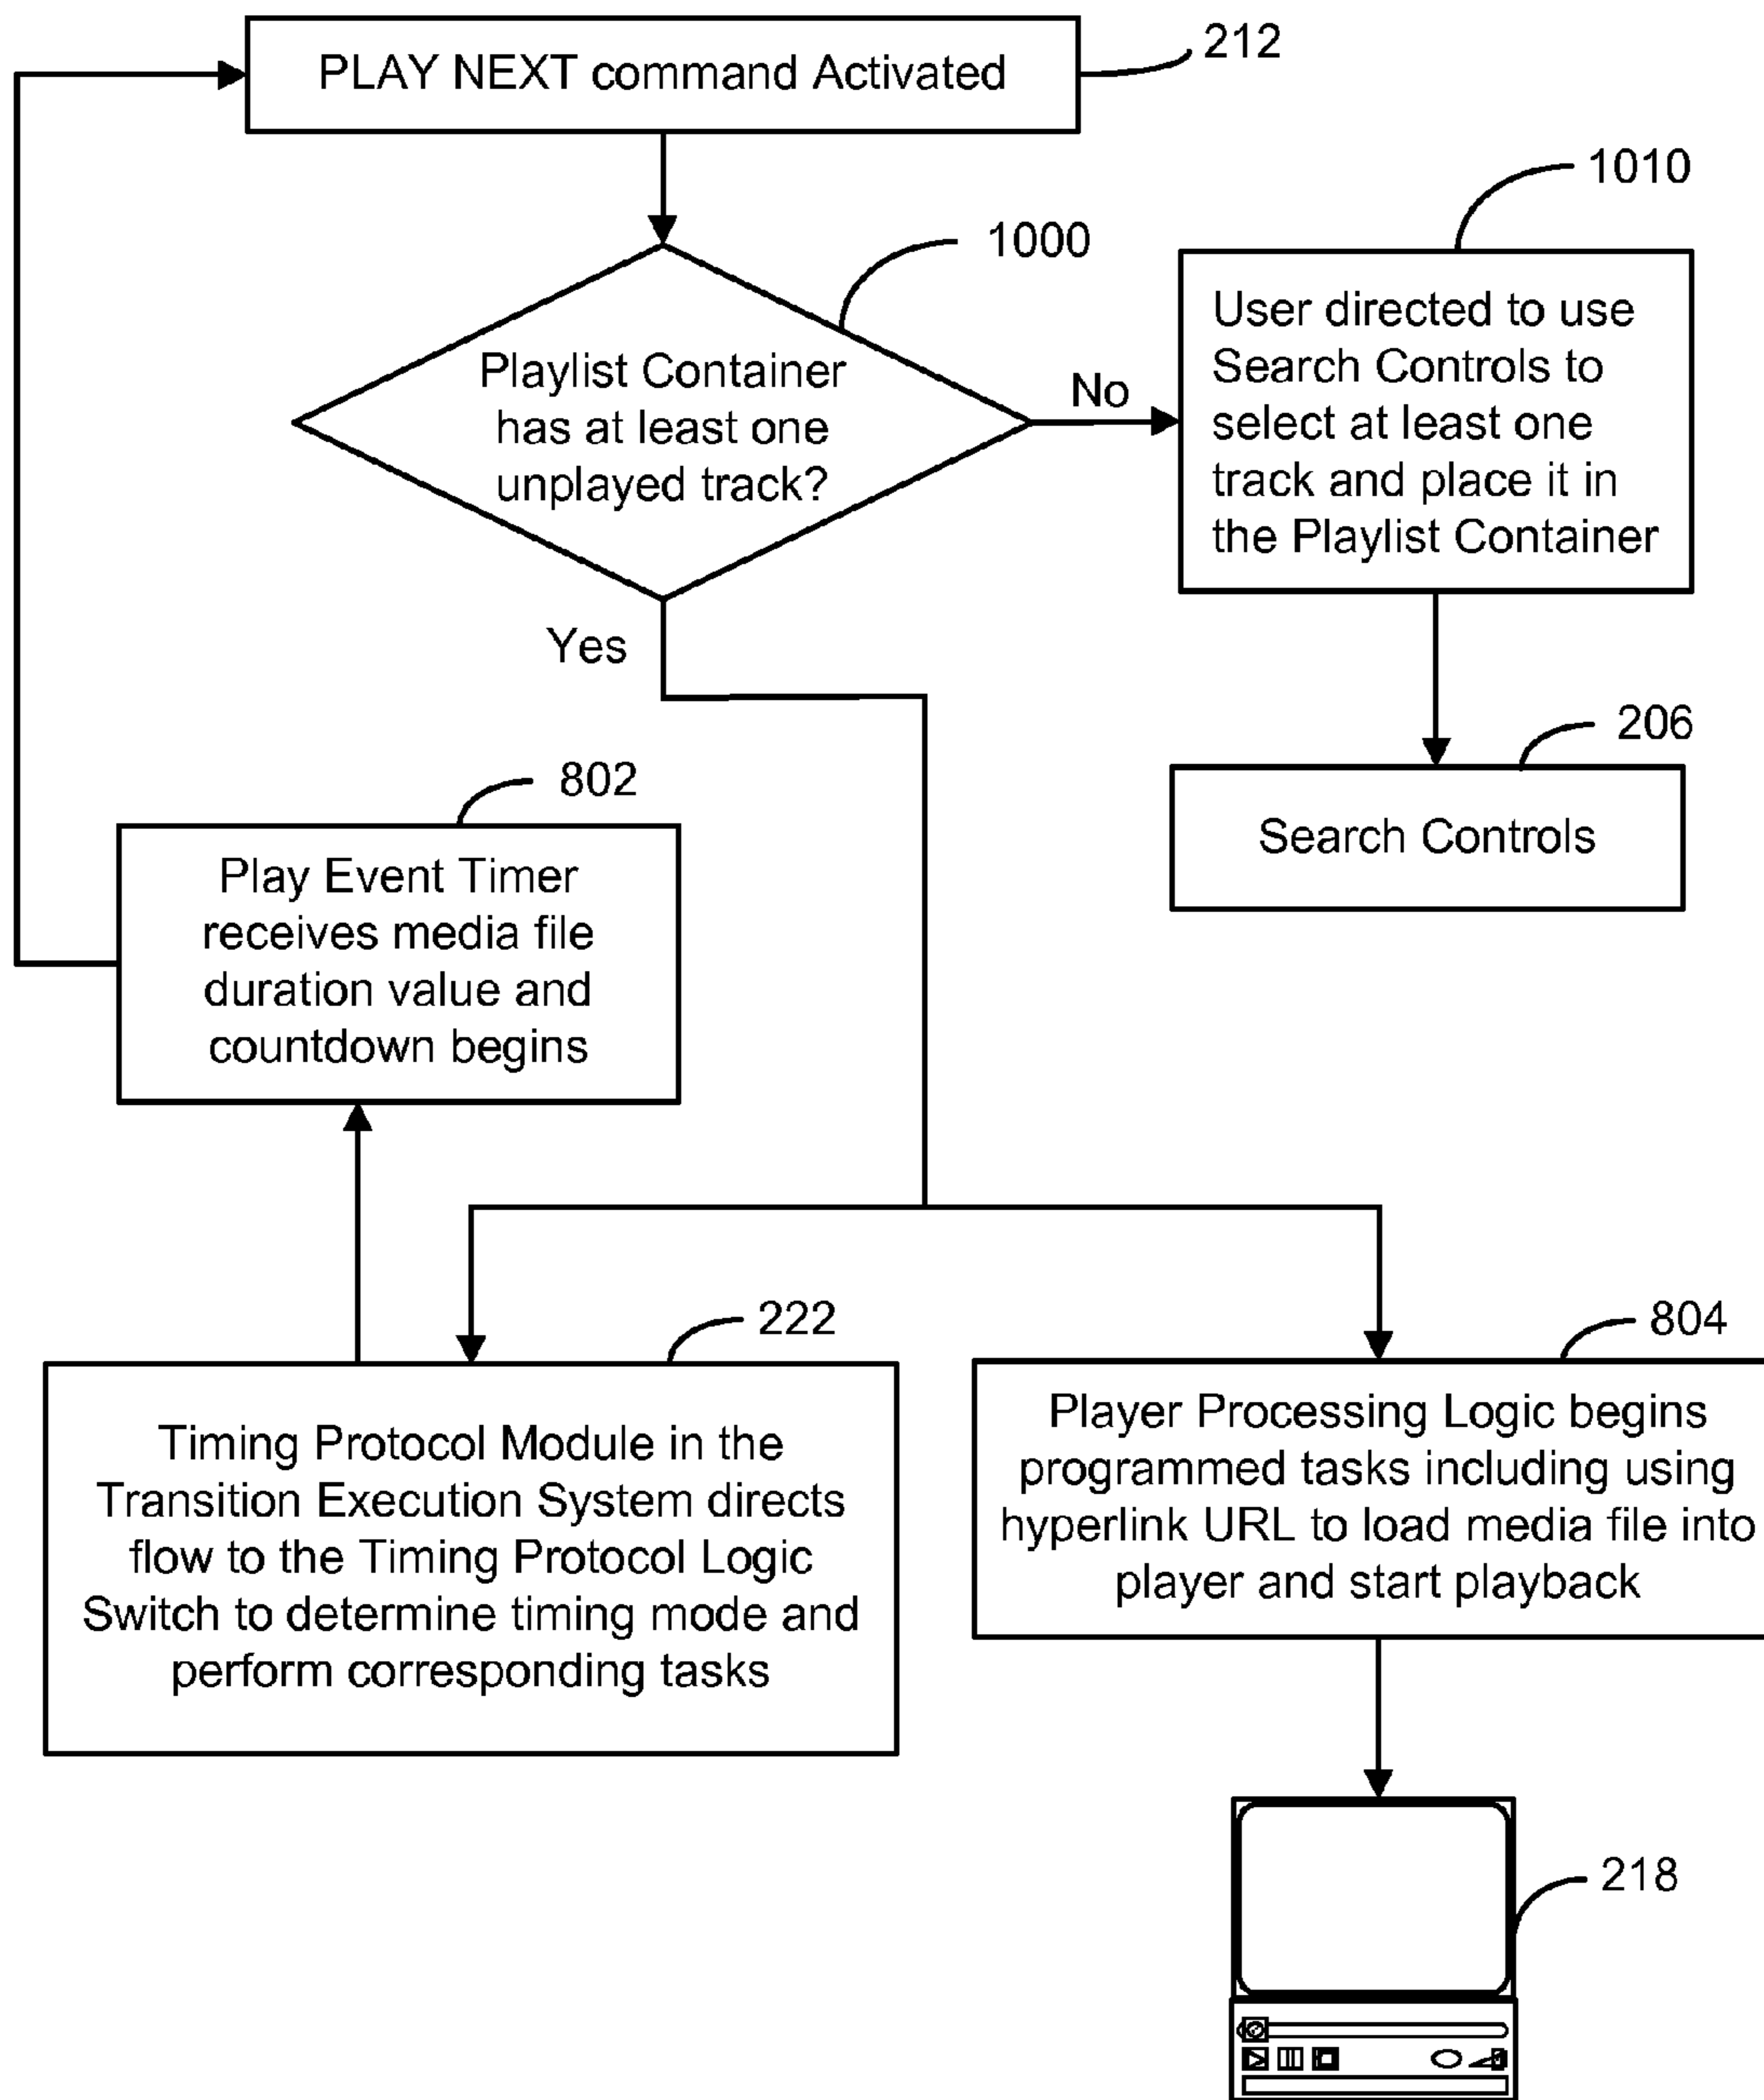 PLAY NEXT command Activated
212
1010
1000
User directed to use
Search Controls to
select at least one
track and place it in
the Playlist Container
Playlist Container
has at least one
unplayed track?
No
Yes
206
Search Controls
802
Play Event Timer
receives media file
duration value and
countdown begins
222
804
Timing Protocol Module in the
Transition Execution System directs
flow to the Timing Protocol Logic
Switch to determine timing mode and
perform corresponding tasks
Player Processing Logic begins
programmed tasks including using
hyperlink URL to load media file into
player and start playback
218